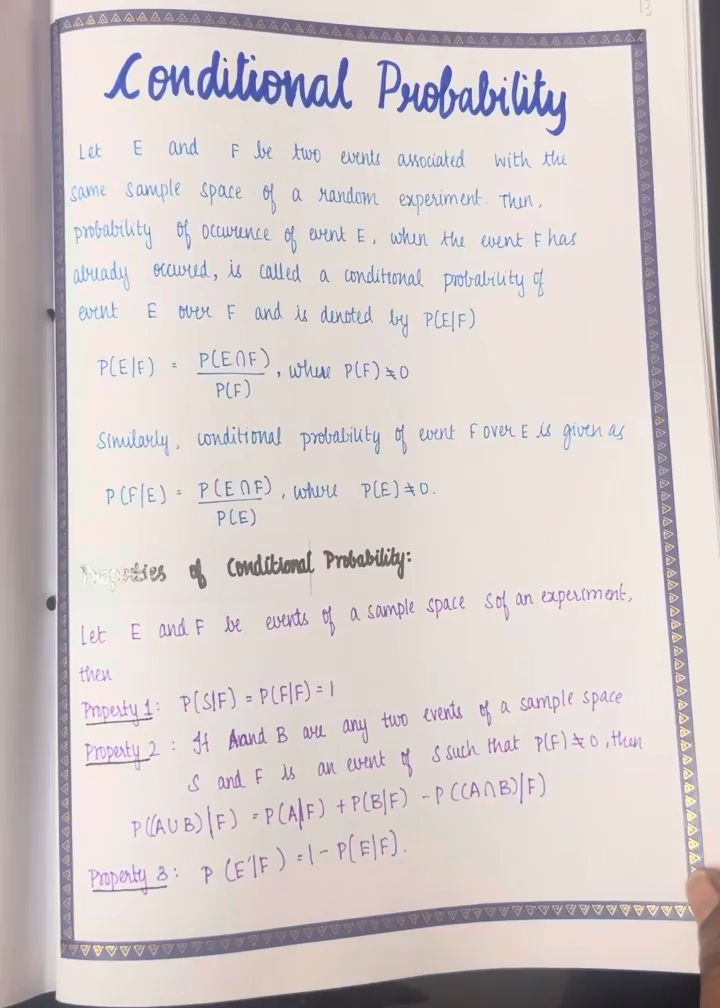 13
Conditional Probability
Let E and F be two events associated with the
same sample space of a random experiment. Then,
probability of occurence of event E, when the event F has
already occured, is called a conditional probability of
event E over F and is denoted by P(E|F)
P(E|F) = P(E∩F)/P(F), where P(F) ≠ 0
Similarly, conditional probability of event F over E is given as
P(F|E) = P(E∩F)/P(E), where P(E) ≠ 0.
Properties of Conditional Probability:
Let E and F be events of a sample space S of an experiment,
then
Property 1: P(S|F) = P(F|F) = 1
Property 2: If A and B are any two events of a sample space
S and F is an event of S such that P(F) ≠ 0, then
P((A∪B)|F) = P(A|F) + P(B|F) - P((A∩B)|F)
Property 3: P(E'|F) = 1 - P(E|F).